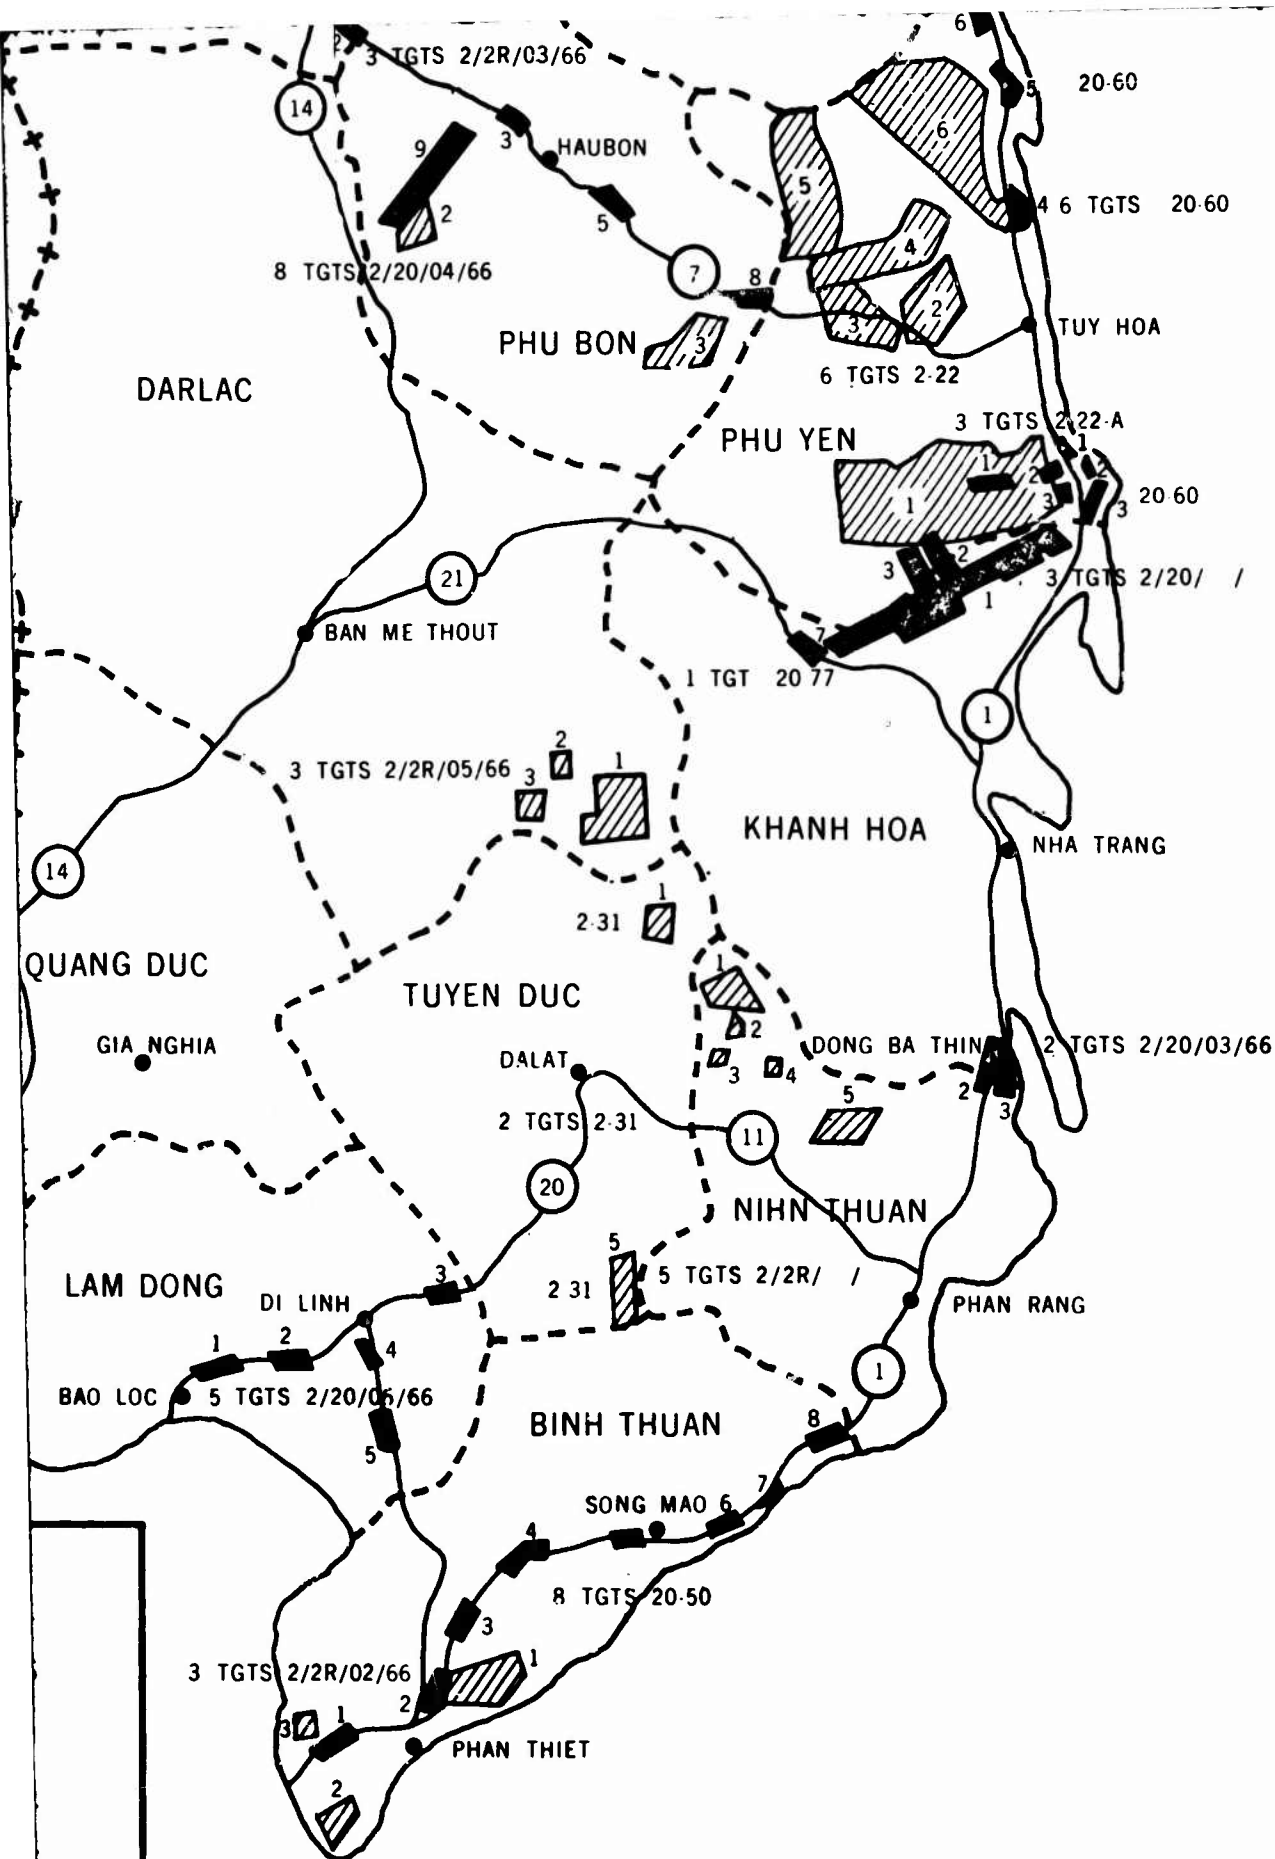 6
2
3 TGTS 2/2R/03/66
5
20-60
14
3
HAUBON
9
6
5
2
5
4 6 TGTS 20-60
4
8 TGTS 2/20/04/66
7
8
2
3
TUY HOA
PHU BON
3
6 TGTS 2-22
DARLAC
3 TGTS 2-22-A
PHU YEN
1
1
2
2
1
3
3
20-60
2
3
3 TGTS 2/20/ /
21
1
BAN ME THOUT
7
1 TGT 20 77
1
2
1
3 TGTS 2/2R/05/66
3
KHANH HOA
NHA TRANG
14
1
2-31
QUANG DUC
1
TUYEN DUC
2
GIA NGHIA
DALAT
DONG BA THIN
2 TGTS 2/20/03/66
3
4
2
3
5
2 TGTS 2-31
11
20
NIHN THUAN
5
5 TGTS 2/2R/ /
LAM DONG
3
2 31
DI LINH
PHAN RANG
1
2
4
1
BAO LOC
5 TGTS 2/20/05/66
BINH THUAN
8
5
7
SONG MAO 6
4
8 TGTS 20-50
3
1
3 TGTS 2/2R/02/66
2
3
1
PHAN THIET
2